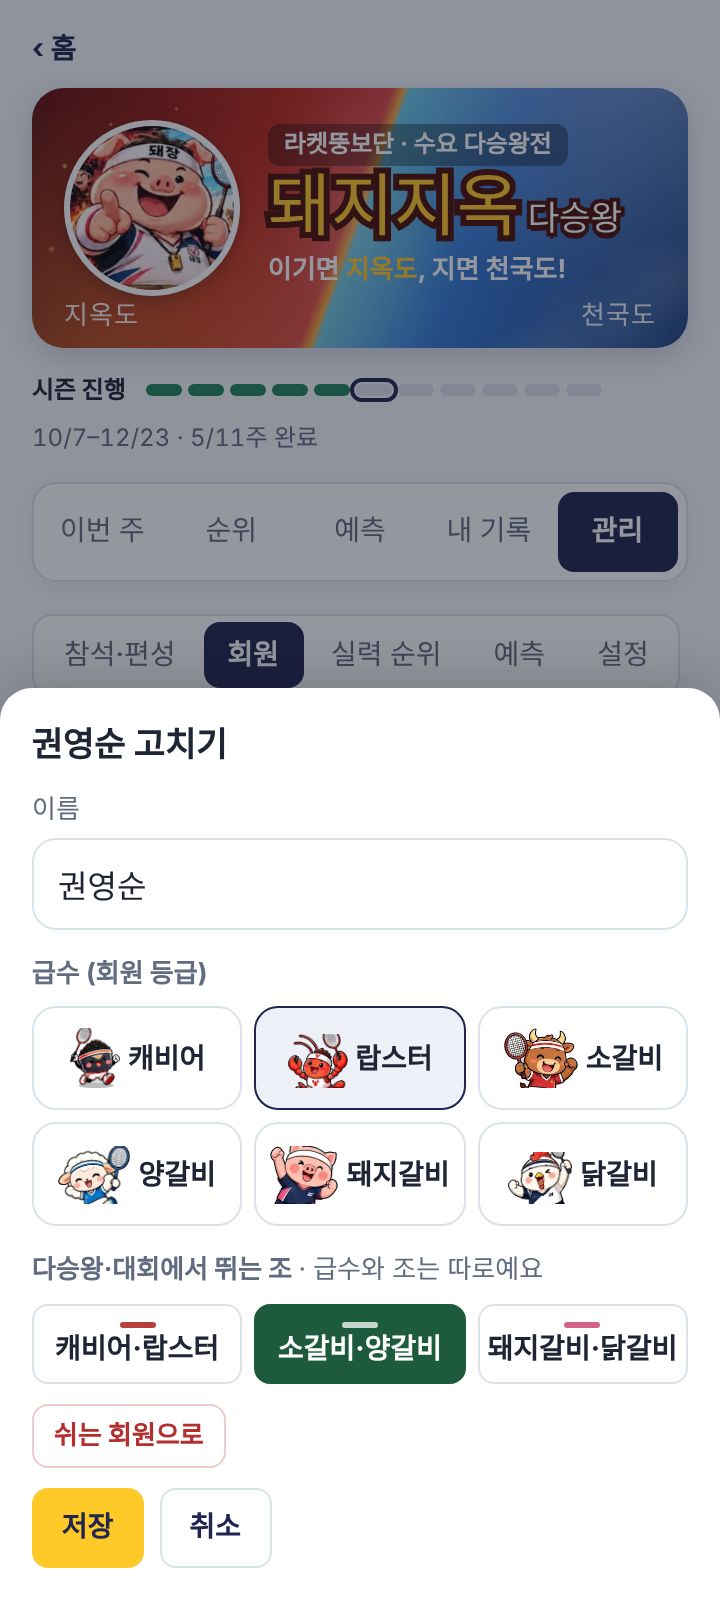 ‹ 홈
돼장
라켓뚱보단 · 수요 다승왕전
돼지지옥 다승왕
이기면 지옥도, 지면 천국도!
지옥도 천국도
시즌 진행
10/7–12/23 · 5/11주 완료
이번 주 순위 예측 내 기록 관리
참석·편성 회원 실력 순위 예측 설정
권영순 고치기
이름
권영순
급수 (회원 등급)
캐비어 랍스터 소갈비
양갈비 돼지갈비 닭갈비
다승왕·대회에서 뛰는 조 · 급수와 조는 따로예요
캐비어·랍스터 소갈비·양갈비 돼지갈비·닭갈비
쉬는 회원으로
저장 취소